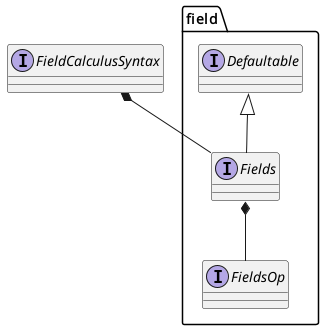 field
I FieldCalculusSyntax
I Defaultable
I Fields
I FieldsOp